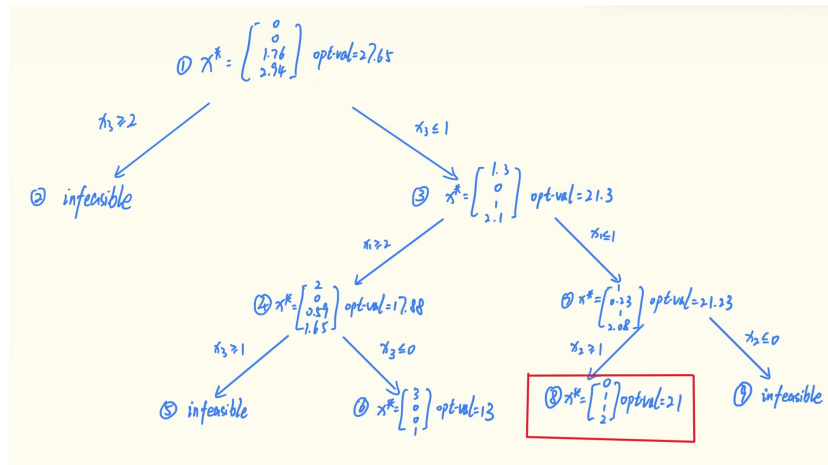 ① x* = [0 0 1.76 2.94] opt-val=27.65
x₃≥2
x₃≤1
② infeasible
③ x* = [1.3 0 1 2.1] opt-val=21.3
x₁≥2
x₁≤1
④ x* = [2 0 0.59 1.65] opt-val=17.88
⑦ x* = [1 0.23 1 2.08] opt-val=21.23
x₃≥1
x₃≤0
x₂≥1
x₂≤0
⑤ infeasible
⑥ x* = [3 0 0 1] opt-val=13
⑧ x* = [0 1 1 2] opt-val=21
⑨ infeasible